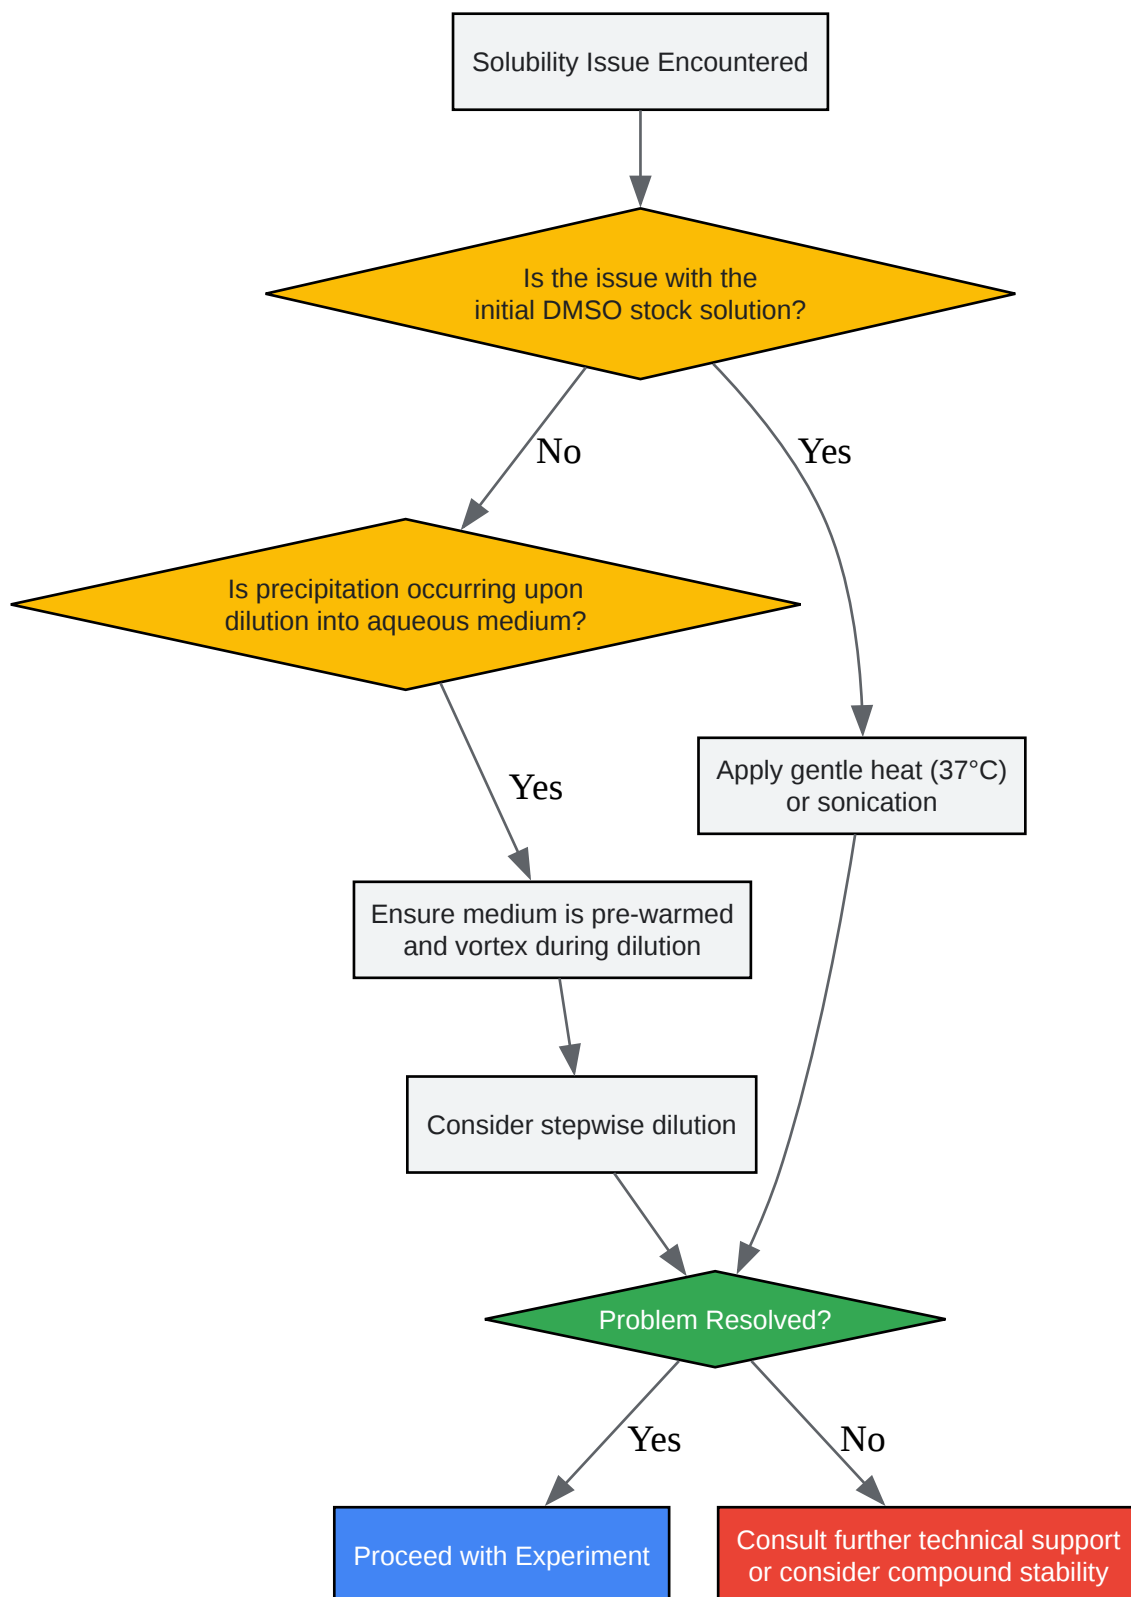 Solubility Issue Encountered
Is the issue with the
initial DMSO stock solution?
No
Yes
Is precipitation occurring upon
dilution into aqueous medium?
Yes
Apply gentle heat (37°C)
or sonication
Ensure medium is pre-warmed
and vortex during dilution
Consider stepwise dilution
Problem Resolved?
Yes
No
Proceed with Experiment
Consult further technical support
or consider compound stability